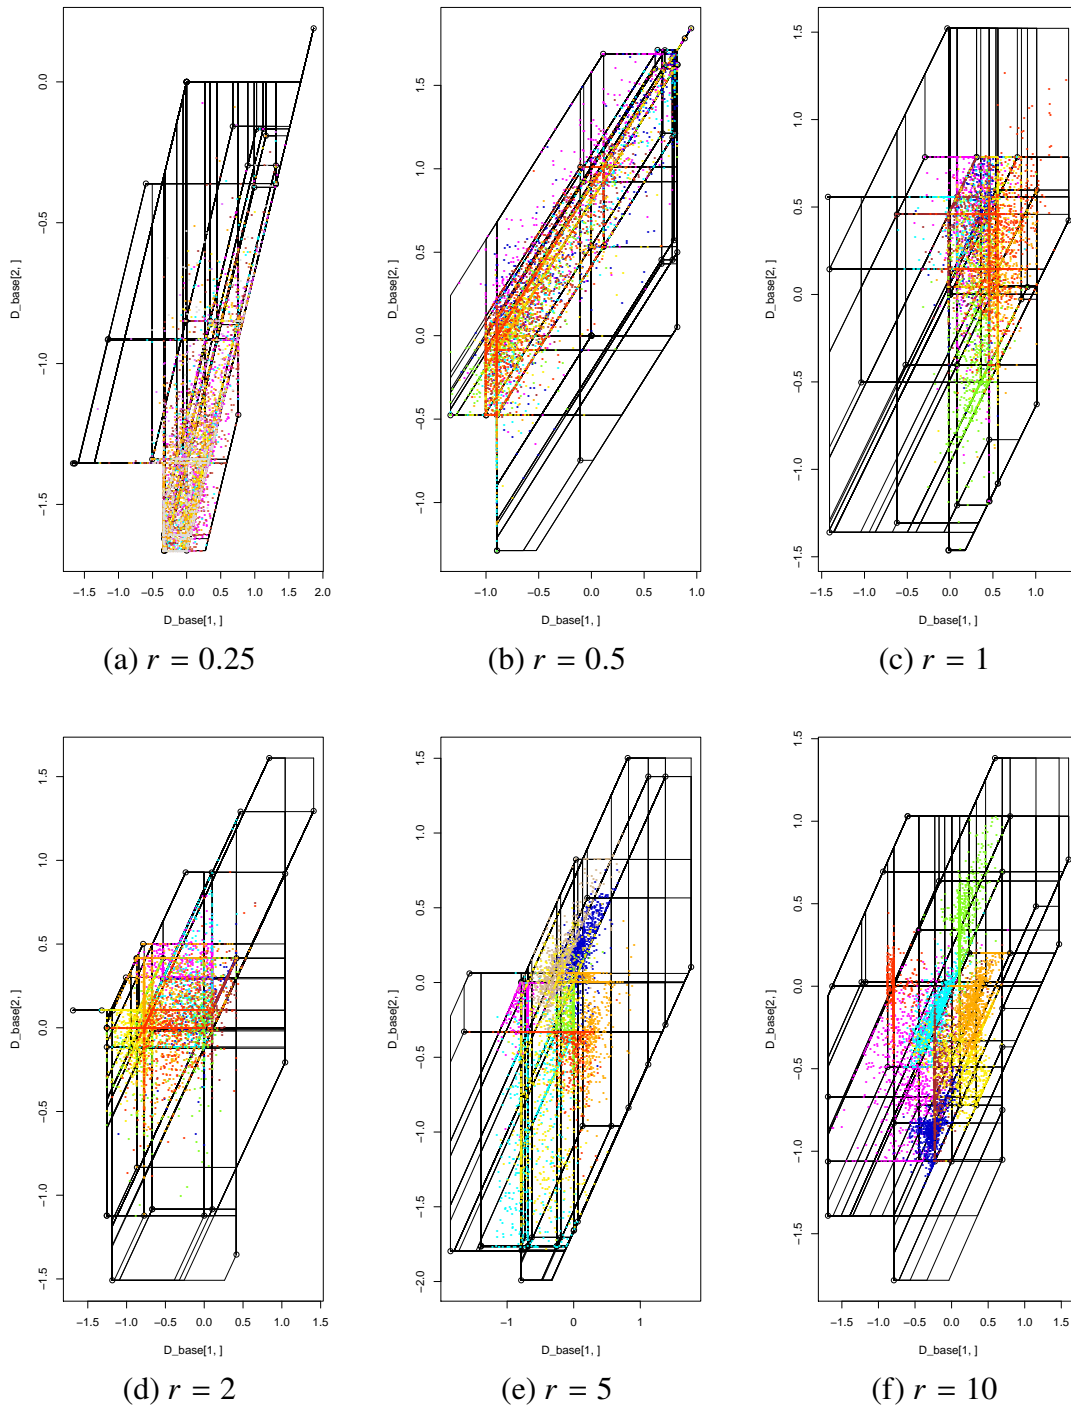 0.0
-0.5
-1.0
-1.5
D_base[2, ]
-1.5 -1.0 -0.5 0.0 0.5 1.0 1.5 2.0
D_base[1, ]
(a) r = 0.25
1.5
1.0
0.5
0.0
-0.5
-1.0
D_base[2, ]
-1.0 -0.5 0.0 0.5 1.0
D_base[1, ]
(b) r = 0.5
1.5
1.0
0.5
0.0
-0.5
-1.0
-1.5
D_base[2, ]
-1.5 -1.0 -0.5 0.0 0.5 1.0
D_base[1, ]
(c) r = 1
1.5
1.0
0.5
0.0
-0.5
-1.0
-1.5
D_base[2, ]
-1.5 -1.0 -0.5 0.0 0.5 1.0 1.5
D_base[1, ]
(d) r = 2
1.5
1.0
0.5
0.0
-0.5
-1.0
-1.5
-2.0
D_base[2, ]
-1 0 1
D_base[1, ]
(e) r = 5
1.5
1.0
0.5
0.0
-0.5
-1.0
-1.5
D_base[2, ]
-1.5 -1.0 -0.5 0.0 0.5 1.0 1.5
D_base[1, ]
(f) r = 10